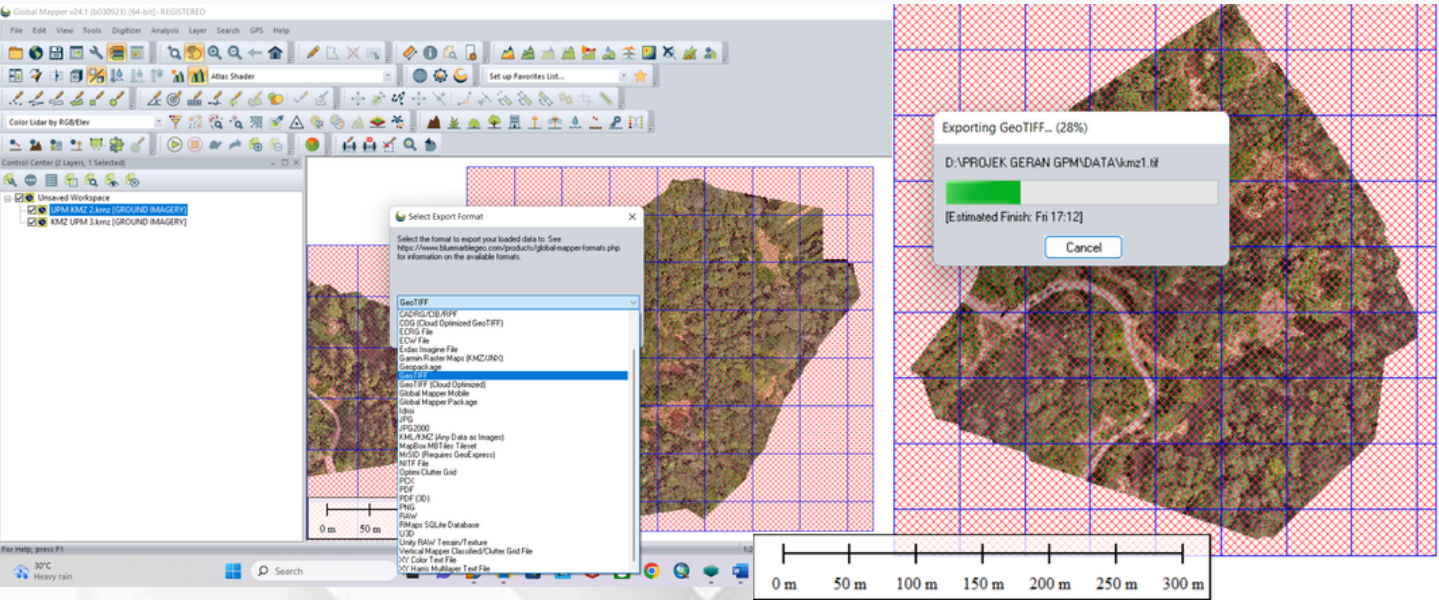 Global Mapper v24.1 (b030923) [64-bit]- REGISTERED
File Edit View Tools Digitizer Analysis Layer Search GPS Help
Atlas Shader
Set up Favorites List...
Color Lidar by RGB/Elev
Control Center (2 Layers, 1 Selected)
Unsaved Workspace
UPM KMZ 2.kmz [GROUND IMAGERY]
KMZ UPM 3.kmz [GROUND IMAGERY]
Select Export Format
Select the format to export your loaded data to. See
https://www.bluemarblegeo.com/products/global-mapper-formats.php
for information on the available formats.
GeoTIFF
CADRG/CIB/RPF
COG (Cloud Optimized GeoTIFF)
ECRG File
ECW File
Erdas Imagine File
Garmin Raster Maps (KMZ/JNX)
Geopackage
GeoTIFF
GeoTIFF (Cloud Optimized)
Global Mapper Mobile
Global Mapper Package
Idrisi
JPG
JPG2000
KML/KMZ (Any Data as Images)
MapBox MBTiles Tileset
MrSID (Requires GeoExpress)
NITF File
Optimi Clutter Grid
PCX
PDF
PDF (3D)
PNG
RAW
RMaps SQLite Database
U3D
Unity RAW Terrain/Texture
Vertical Mapper Classified/Clutter Grid File
XY Color Text File
XY Harris Multilayer Text File
0 m 50 m
For Help, press F1
1:2
30°C
Heavy rain
Search
Exporting GeoTIFF... (28%)
D:\PROJEK GERAN GPM\DATA\kmz1.tif
[Estimated Finish: Fri 17:12]
Cancel
0 m 50 m 100 m 150 m 200 m 250 m 300 m